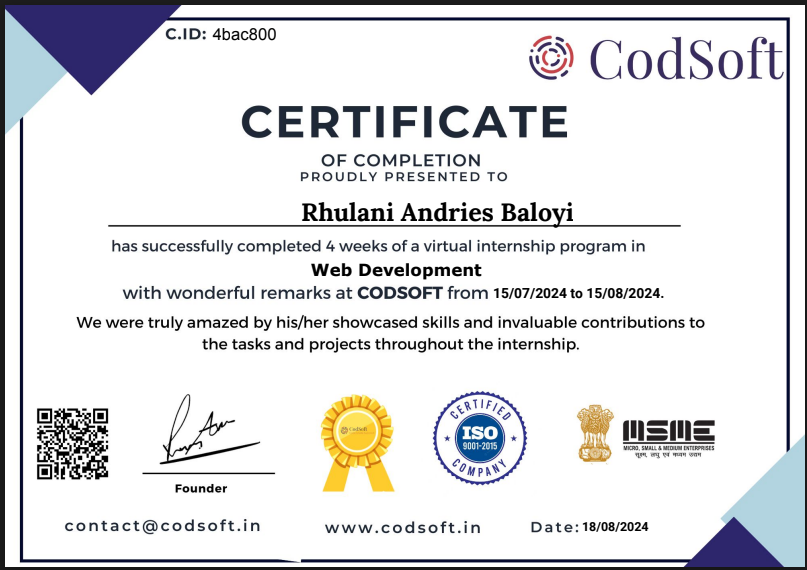 C.ID: 4bac800
CodSoft
CERTIFICATE
OF COMPLETION
PROUDLY PRESENTED TO
Rhulani Andries Baloyi
has successfully completed 4 weeks of a virtual internship program in
Web Development
with wonderful remarks at CODSOFT from 15/07/2024 to 15/08/2024.
We were truly amazed by his/her showcased skills and invaluable contributions to
the tasks and projects throughout the internship.
Founder
CodSoft
CERTIFIED
ISO
9001-2015
COMPANY
MSME
MICRO, SMALL & MEDIUM ENTERPRISES
सूक्ष्म, लघु एवं मध्यम उद्यम
contact@codsoft.in
www.codsoft.in
Date: 18/08/2024